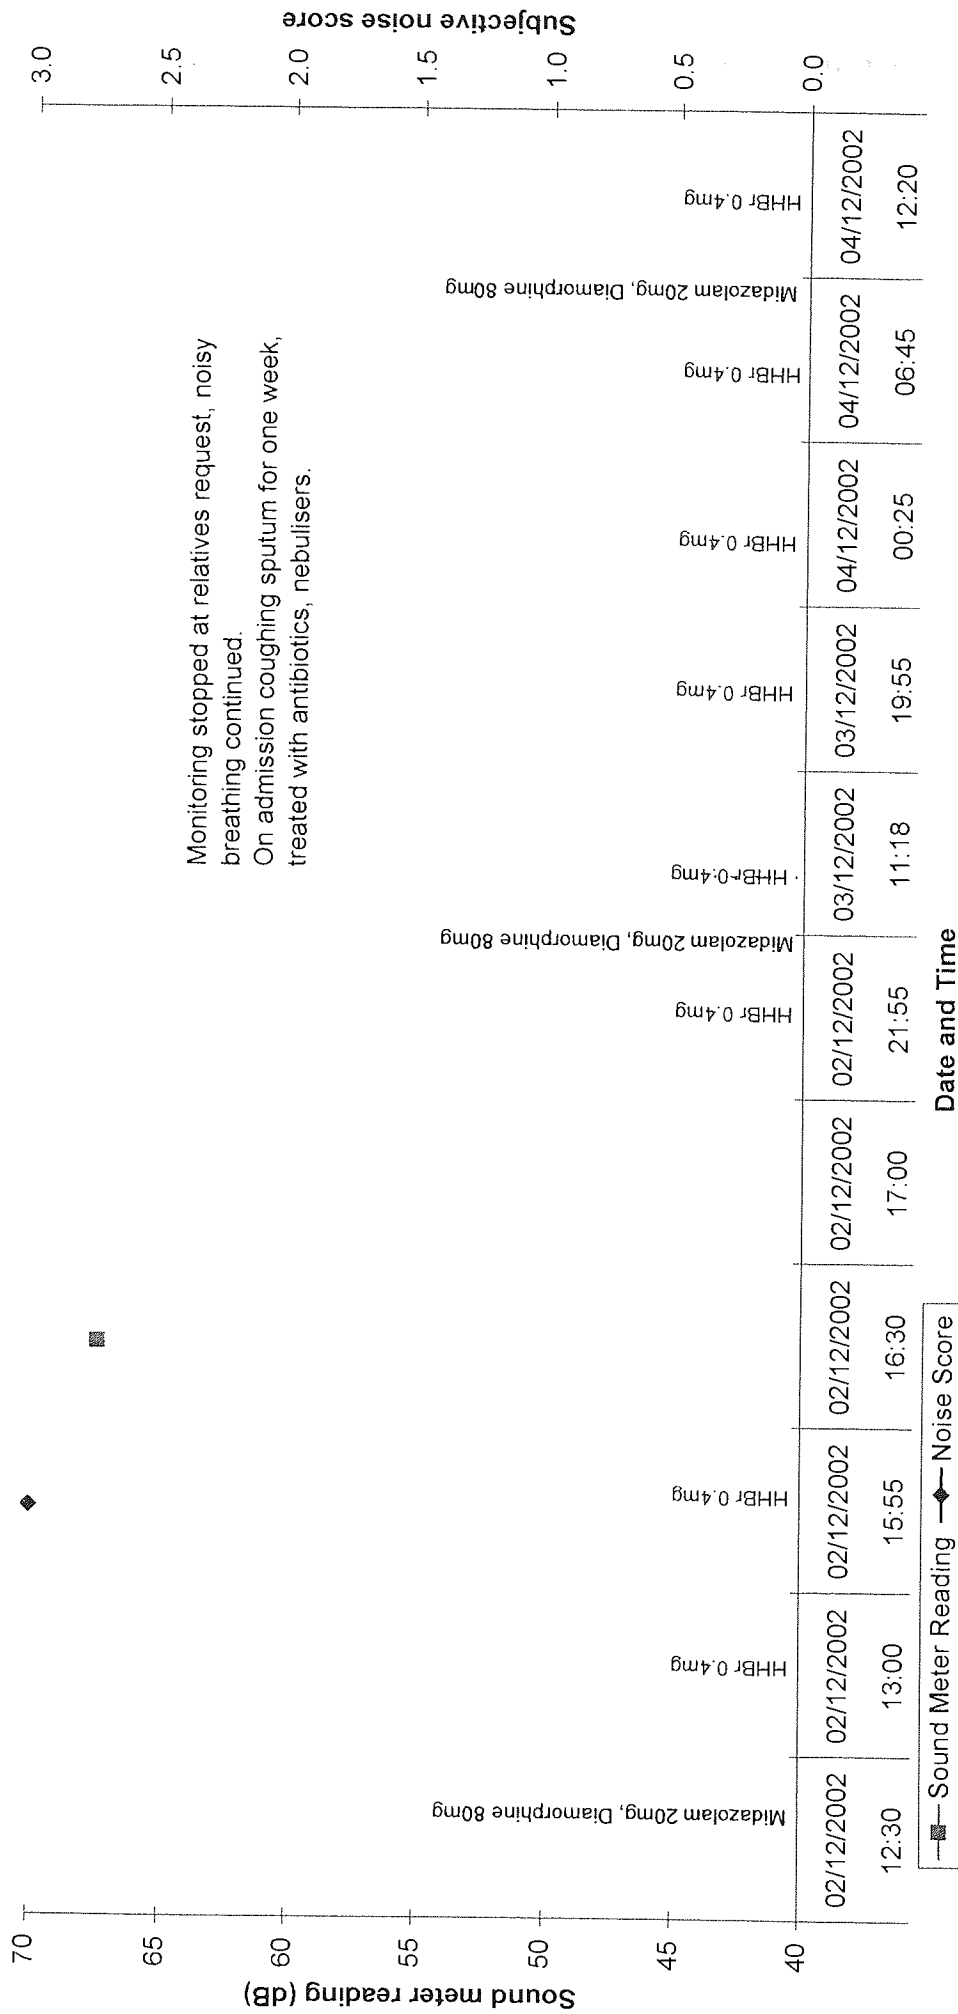 Sound meter reading (dB)
70
65
60
55
50
45
40
Subjective noise score
3.0
2.5
2.0
1.5
1.0
0.5
0.0
Monitoring stopped at relatives request, noisy
breathing continued.
On admission coughing sputum for one week,
treated with antibiotics, nebulisers.
Midazolam 20mg, Diamorphine 80mg
HHBr 0.4mg
HHBr 0.4mg
HHBr 0.4mg
Midazolam 20mg, Diamorphine 80mg
HHBr 0.4mg
HHBr 0.4mg
HHBr 0.4mg
HHBr 0.4mg
Midazolam 20mg, Diamorphine 80mg
HHBr 0.4mg
02/12/2002 02/12/2002 02/12/2002 02/12/2002 02/12/2002 02/12/2002 03/12/2002 03/12/2002 04/12/2002 04/12/2002 04/12/2002
12:30 13:00 15:55 16:30 17:00 21:55 11:18 19:55 00:25 06:45 12:20
Date and Time
Sound Meter Reading Noise Score